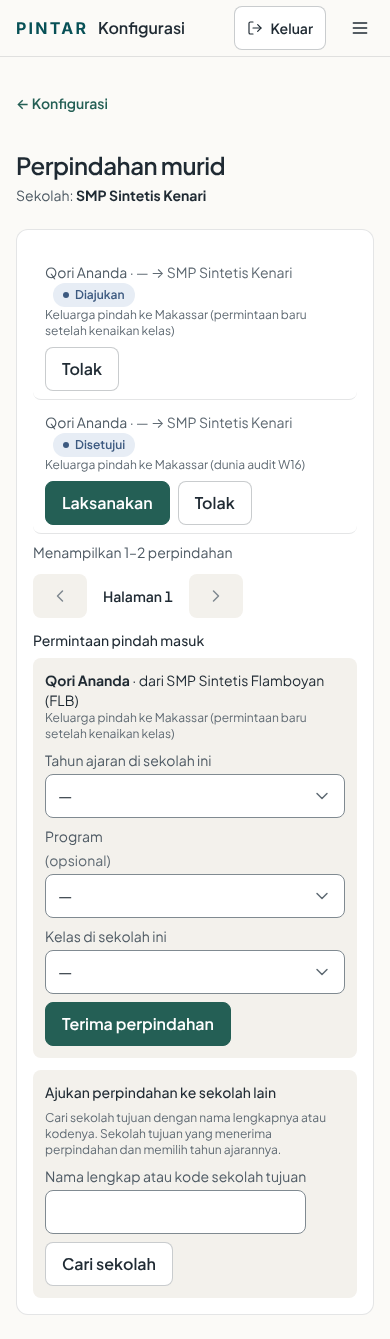 PINTAR Konfigurasi Keluar
← Konfigurasi
Perpindahan murid
Sekolah: SMP Sintetis Kenari
Qori Ananda · — → SMP Sintetis Kenari
Diajukan
Keluarga pindah ke Makassar (permintaan baru
setelah kenaikan kelas)
Tolak
Qori Ananda · — → SMP Sintetis Kenari
Disetujui
Keluarga pindah ke Makassar (dunia audit W16)
Laksanakan Tolak
Menampilkan 1–2 perpindahan
Halaman 1
Permintaan pindah masuk
Qori Ananda · dari SMP Sintetis Flamboyan
(FLB)
Keluarga pindah ke Makassar (permintaan baru
setelah kenaikan kelas)
Tahun ajaran di sekolah ini
—
Program
(opsional)
—
Kelas di sekolah ini
—
Terima perpindahan
Ajukan perpindahan ke sekolah lain
Cari sekolah tujuan dengan nama lengkapnya atau
kodenya. Sekolah tujuan yang menerima
perpindahan dan memilih tahun ajarannya.
Nama lengkap atau kode sekolah tujuan
Cari sekolah